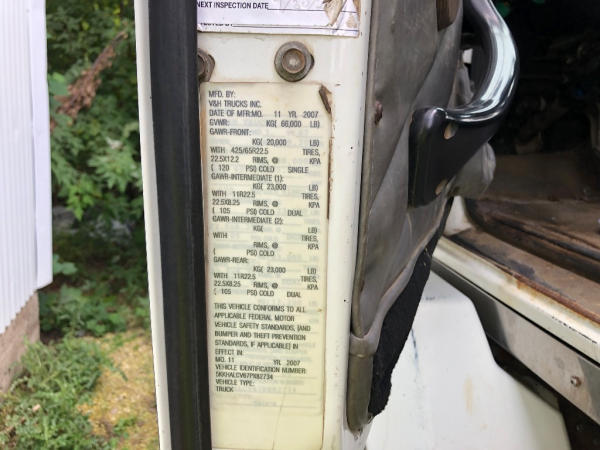 NEXT INSPECTION DATE
MFD. BY:
V&H TRUCKS INC.
DATE OF MFR:MO. 11 YR. 2007
GVWR: KG( 66,000 LB)
GAWR-FRONT:
KG( 20,000 LB)
WITH 425/65R22.5 TIRES,
22.5X12.2 RIMS, @ KPA
( 120 PSI) COLD SINGLE
GAWR-INTERMEDIATE (1):
KG( 23,000 LB)
WITH 11R22.5 TIRES,
22.5X8.25 RIMS, @ KPA
( 105 PSI) COLD DUAL
GAWR-INTERMEDIATE (2):
KG( LB)
WITH TIRES,
RIMS, @ KPA
( PSI) COLD
GAWR-REAR:
KG( 23,000 LB)
WITH 11R22.5 TIRES,
22.5X8.25 RIMS, @ KPA
( 105 PSI) COLD DUAL
THIS VEHICLE CONFORMS TO ALL
APPLICABLE FEDERAL MOTOR
VEHICLE SAFETY STANDARDS, [AND
BUMPER AND THEFT PREVENTION
STANDARDS, IF APPLICABLE] IN
EFFECT IN:
MO. 11 YR. 2007
VEHICLE IDENTIFICATION NUMBER:
5KKHALCV67PX82734
VEHICLE TYPE:
TRUCK